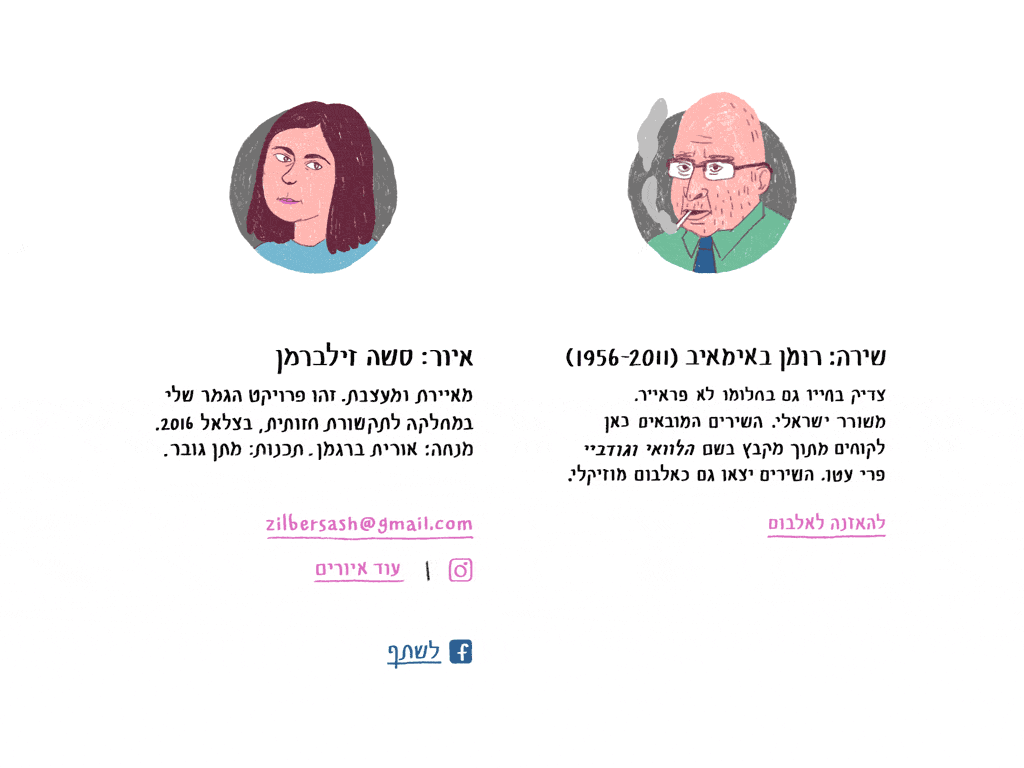 שירה: רומן באימאיב (1956-2011)
צדיק בחייו גם בחלומו לא פראייר.
משורר ישראלי. השירים המובאים כאן
לקוחים מתוך מקבץ בשם הלוואי וגודביי
פרי עטו. השירים יצאו גם כאלבום מוזיקלי.
להאזנה לאלבום
איור: סשה זילברמן
מאיירת ומעצבת. זהו פרויקט הגמר שלי
במחלקה לתקשורת חזותית, בצלאל 2016.
מנחה: אורית ברגמן. תכנות: מתן גובר.
zilbersash@gmail.com
| עוד איורים
לשתף